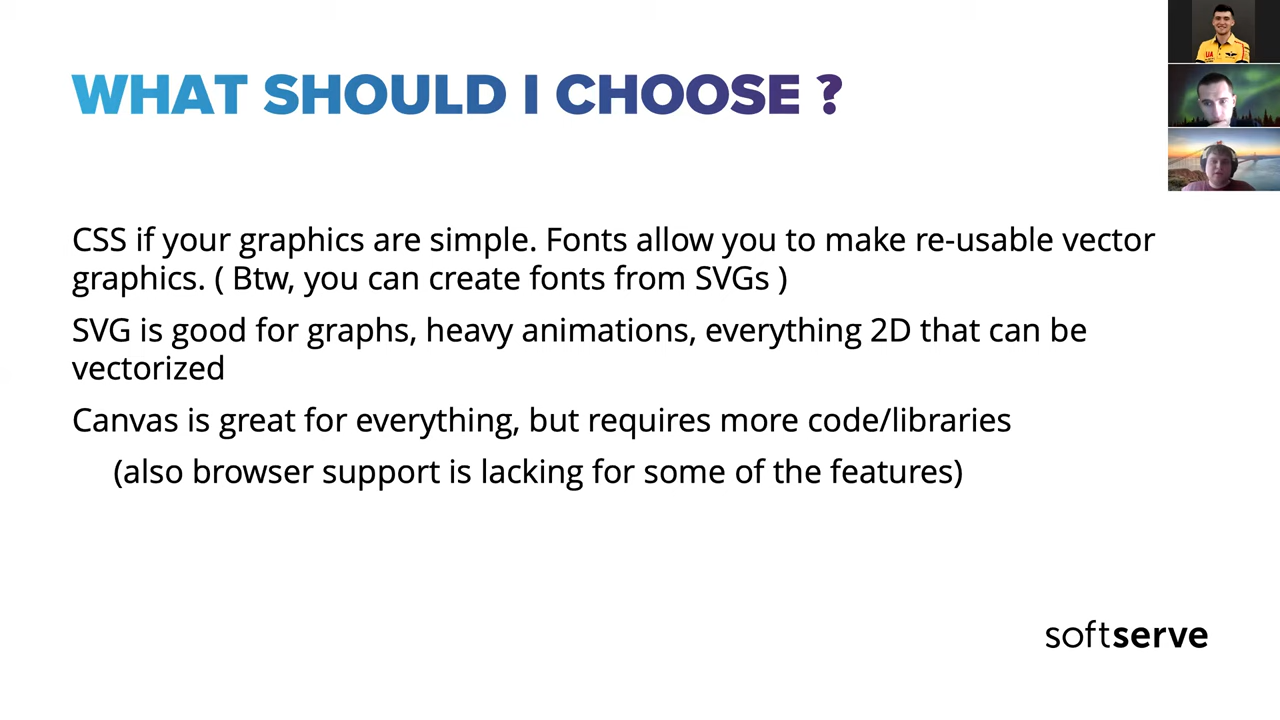 WHAT SHOULD I CHOOSE ?
UA
CSS if your graphics are simple. Fonts allow you to make re-usable vector
graphics. ( Btw, you can create fonts from SVGs )
SVG is good for graphs, heavy animations, everything 2D that can be
vectorized
Canvas is great for everything, but requires more code/libraries
(also browser support is lacking for some of the features)
softserve